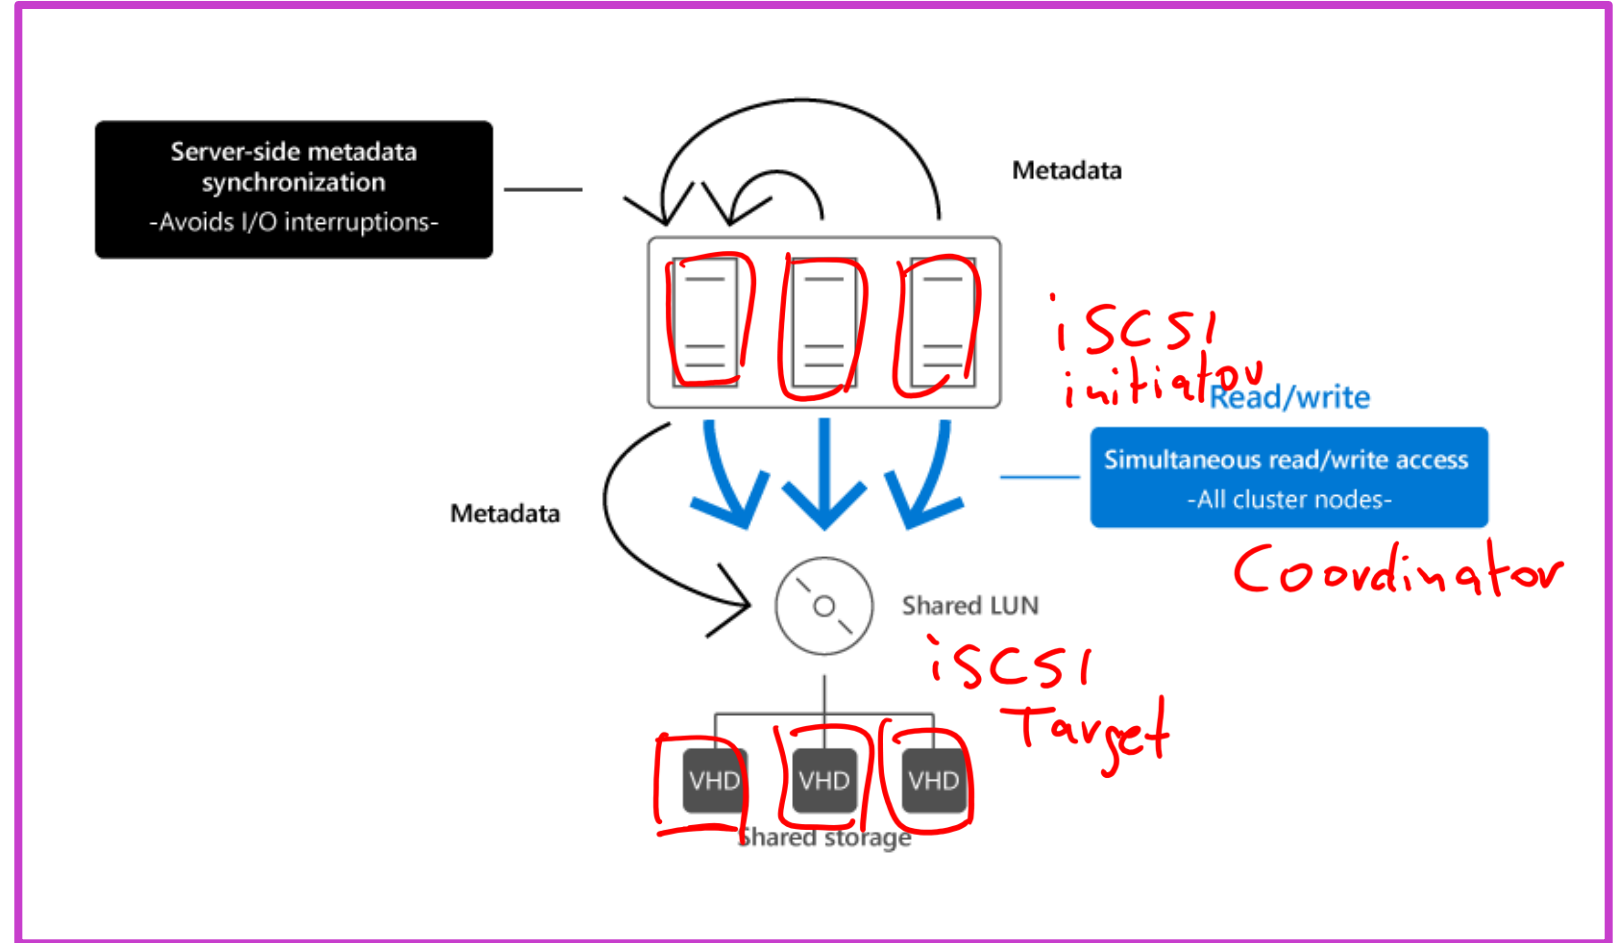 Server-side metadata
synchronization
-Avoids I/O interruptions-
Metadata
iSCSI
initiator
Read/write
Simultaneous read/write access
-All cluster nodes-
Metadata
Coordinator
Shared LUN
iSCSI
Target
VHD
VHD
VHD
Shared storage